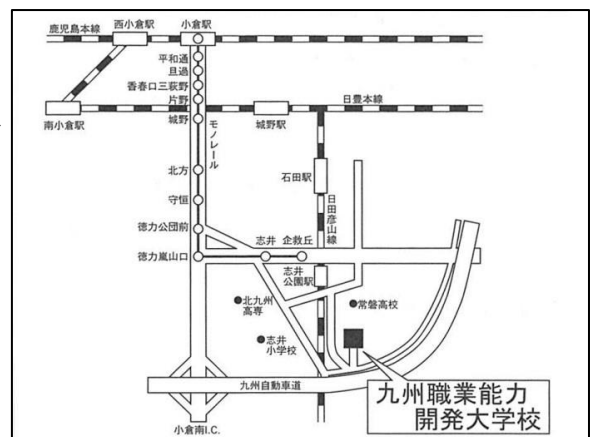 鹿児島本線
西小倉駅
小倉駅
平和通
旦過
香春口三萩野
片野
城野
南小倉駅
城野駅
日豊本線
モノレール
北方
守恒
徳力公団前
徳力嵐山口
石田駅
日田彦山線
志井
企救丘
志井
公園駅
北九州
高専
志井
小学校
常磐高校
九州自動車道
小倉南I.C.
九州職業能力
開発大学校